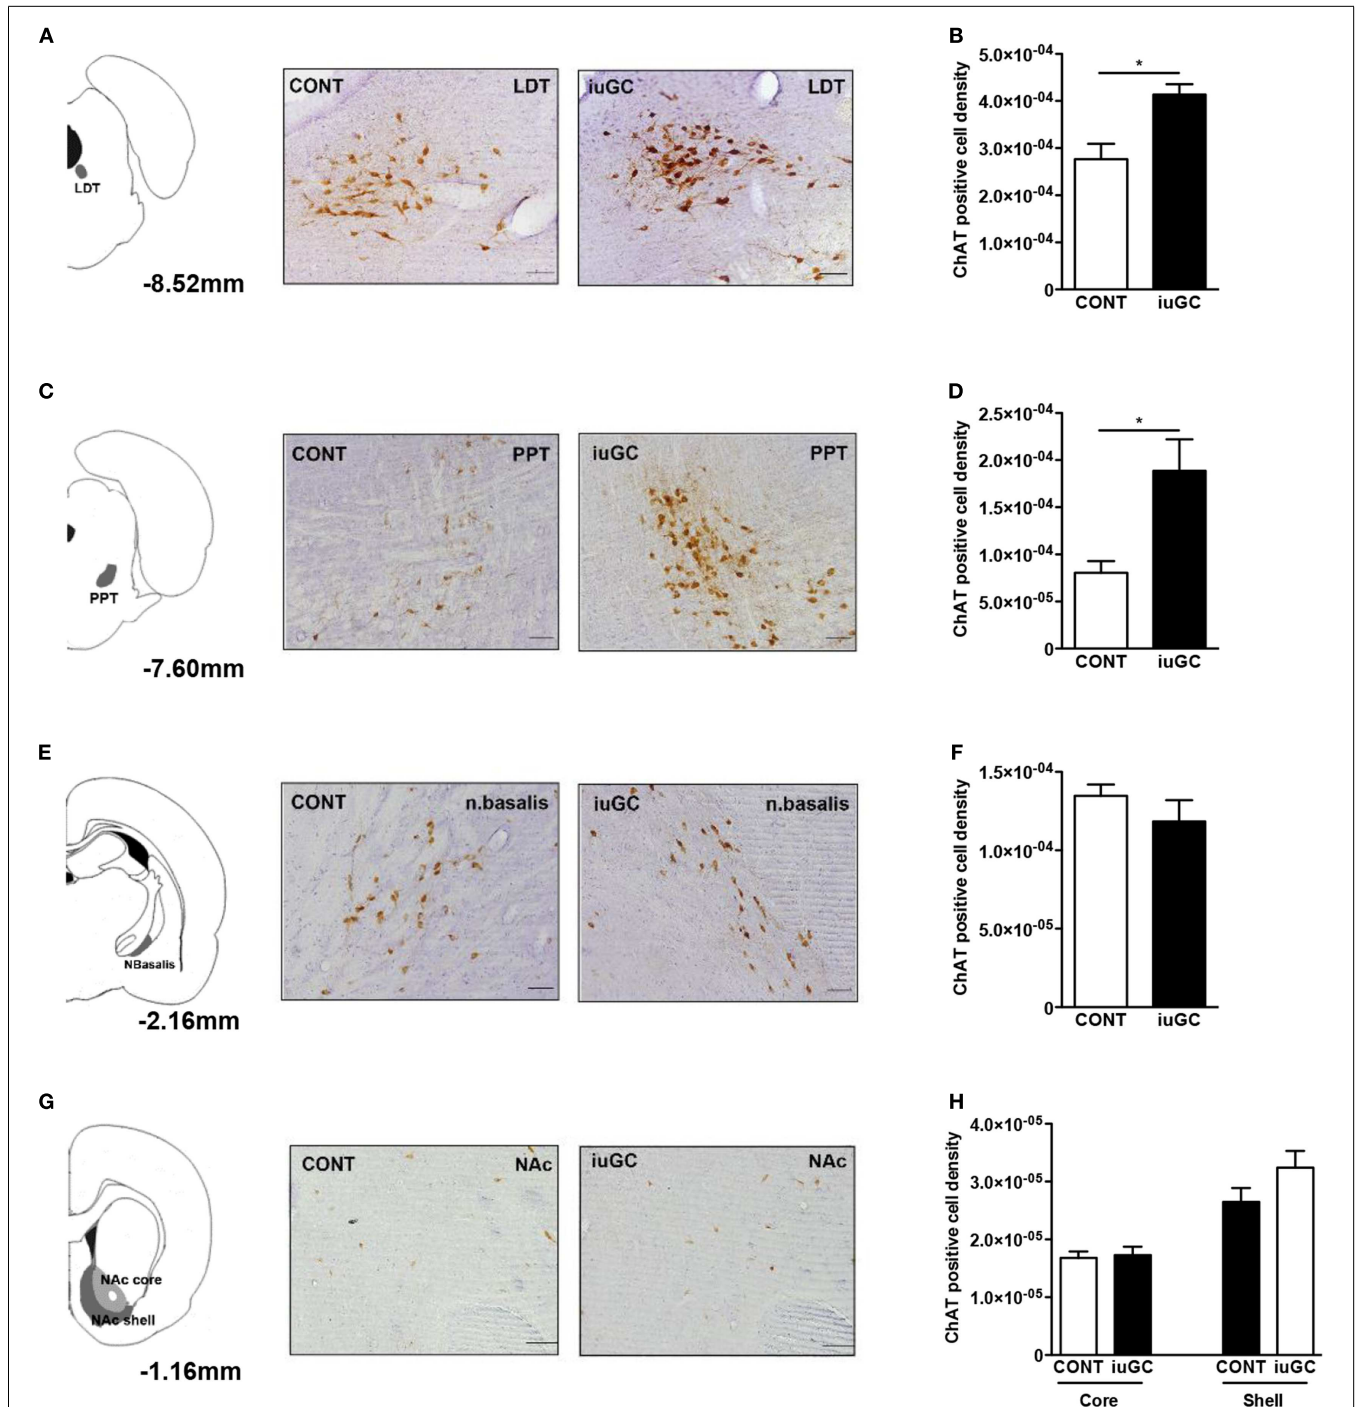 A
LDT
-8.52mm
CONT
LDT
iuGC
LDT
B
ChAT positive cell density
5.0×10-04
4.0×10-04
3.0×10-04
2.0×10-04
1.0×10-04
0
*
CONT
iuGC
C
PPT
-7.60mm
CONT
PPT
iuGC
PPT
D
ChAT positive cell density
2.5×10-04
2.0×10-04
1.5×10-04
1.0×10-04
5.0×10-05
0
*
CONT
iuGC
E
NBasalis
-2.16mm
CONT
n.basalis
iuGC
n.basalis
F
ChAT positive cell density
1.5×10-04
1.0×10-04
5.0×10-05
0
CONT
iuGC
G
NAc core
NAc shell
-1.16mm
CONT
NAc
iuGC
NAc
H
ChAT positive cell density
4.0×10-05
3.0×10-05
2.0×10-05
1.0×10-05
0
CONT iuGC
CONT iuGC
Core
Shell